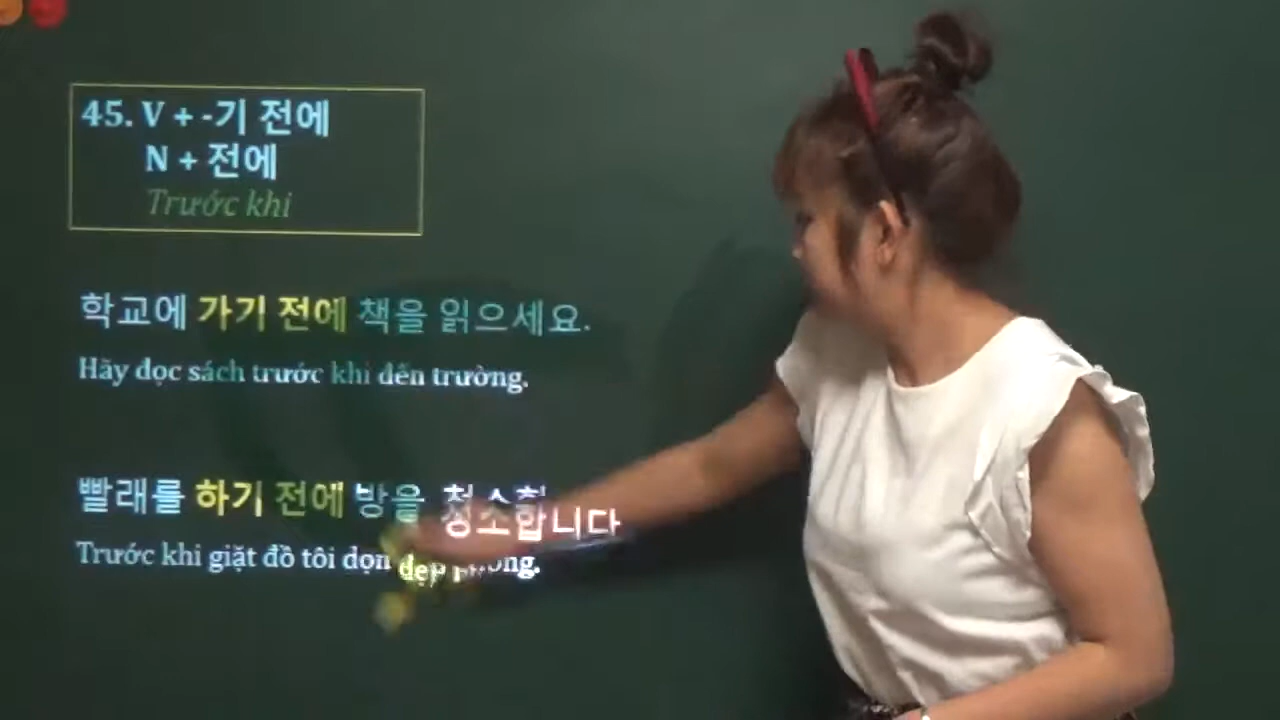 45. V + -기 전에
N + 전에
Trước khi
학교에 가기 전에 책을 읽으세요.
Hãy đọc sách trước khi đến trường.
빨래를 하기 전에 방을 청소합니다
Trước khi giặt đồ tôi dọn dẹp phòng.